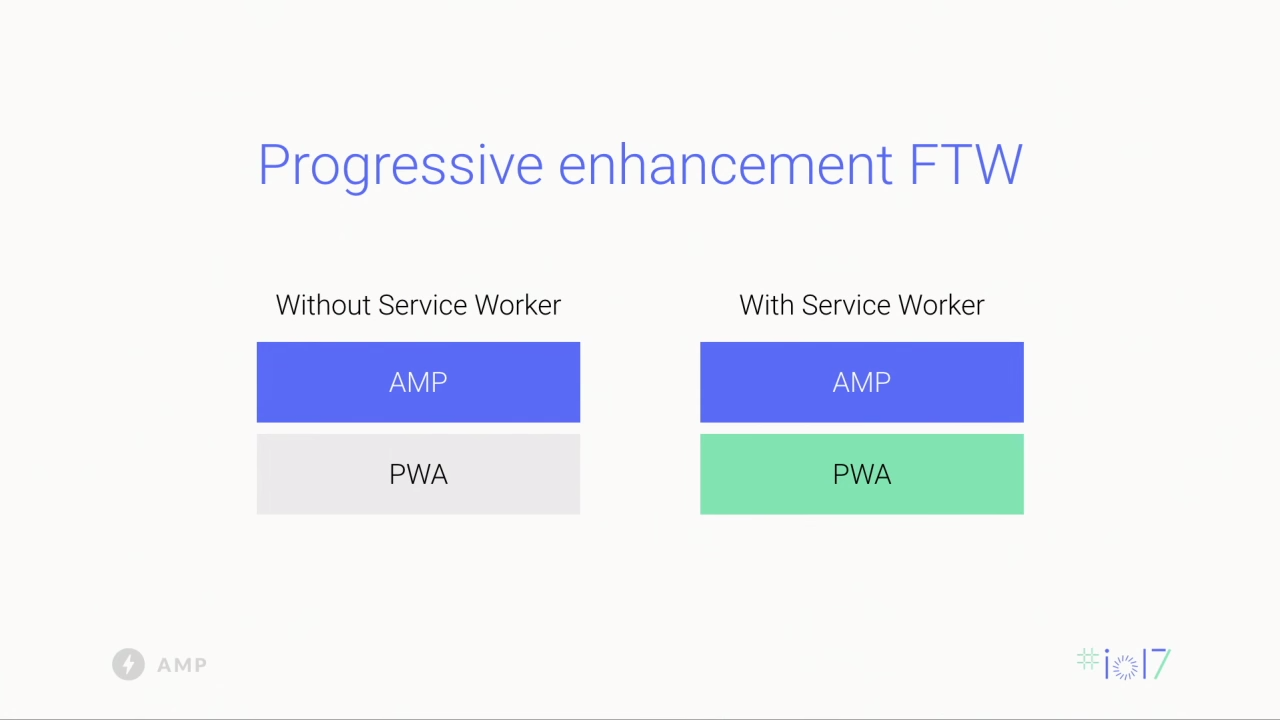 Progressive enhancement FTW
Without Service Worker
With Service Worker
AMP
AMP
PWA
PWA
AMP
#io17